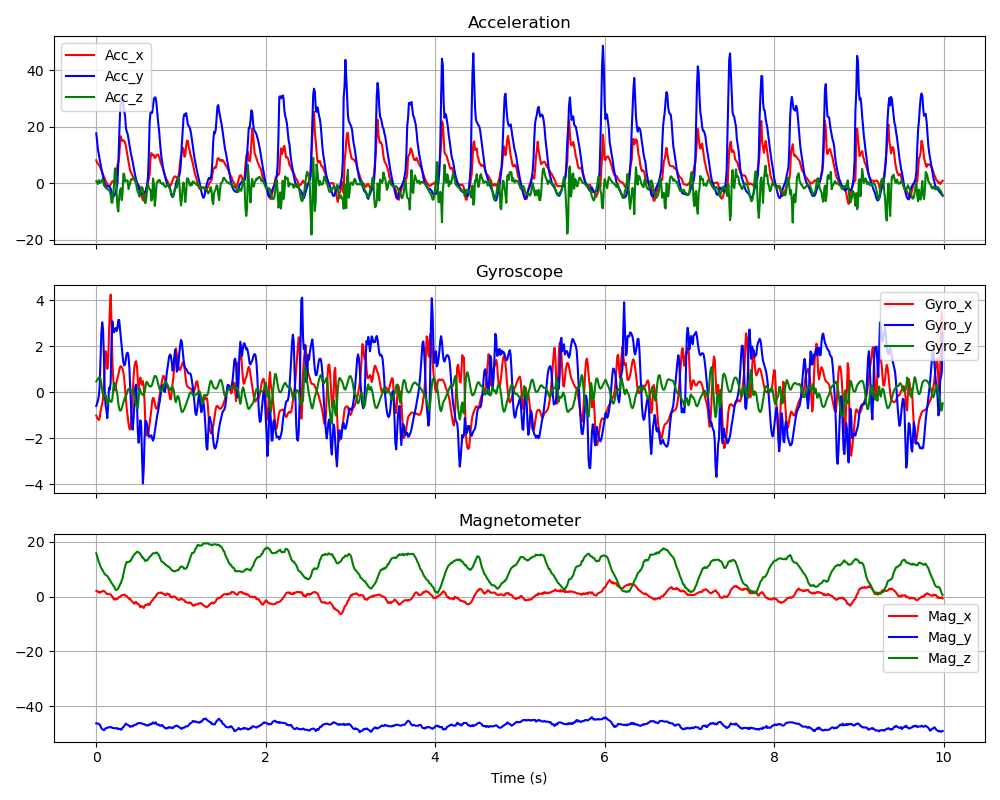 Acceleration
Acc_x
Acc_y
Acc_z
40
20
0
−20
Gyroscope
Gyro_x
Gyro_y
Gyro_z
4
2
0
−2
−4
Magnetometer
20
0
−20
−40
Mag_x
Mag_y
Mag_z
0 2 4 6 8 10
Time (s)